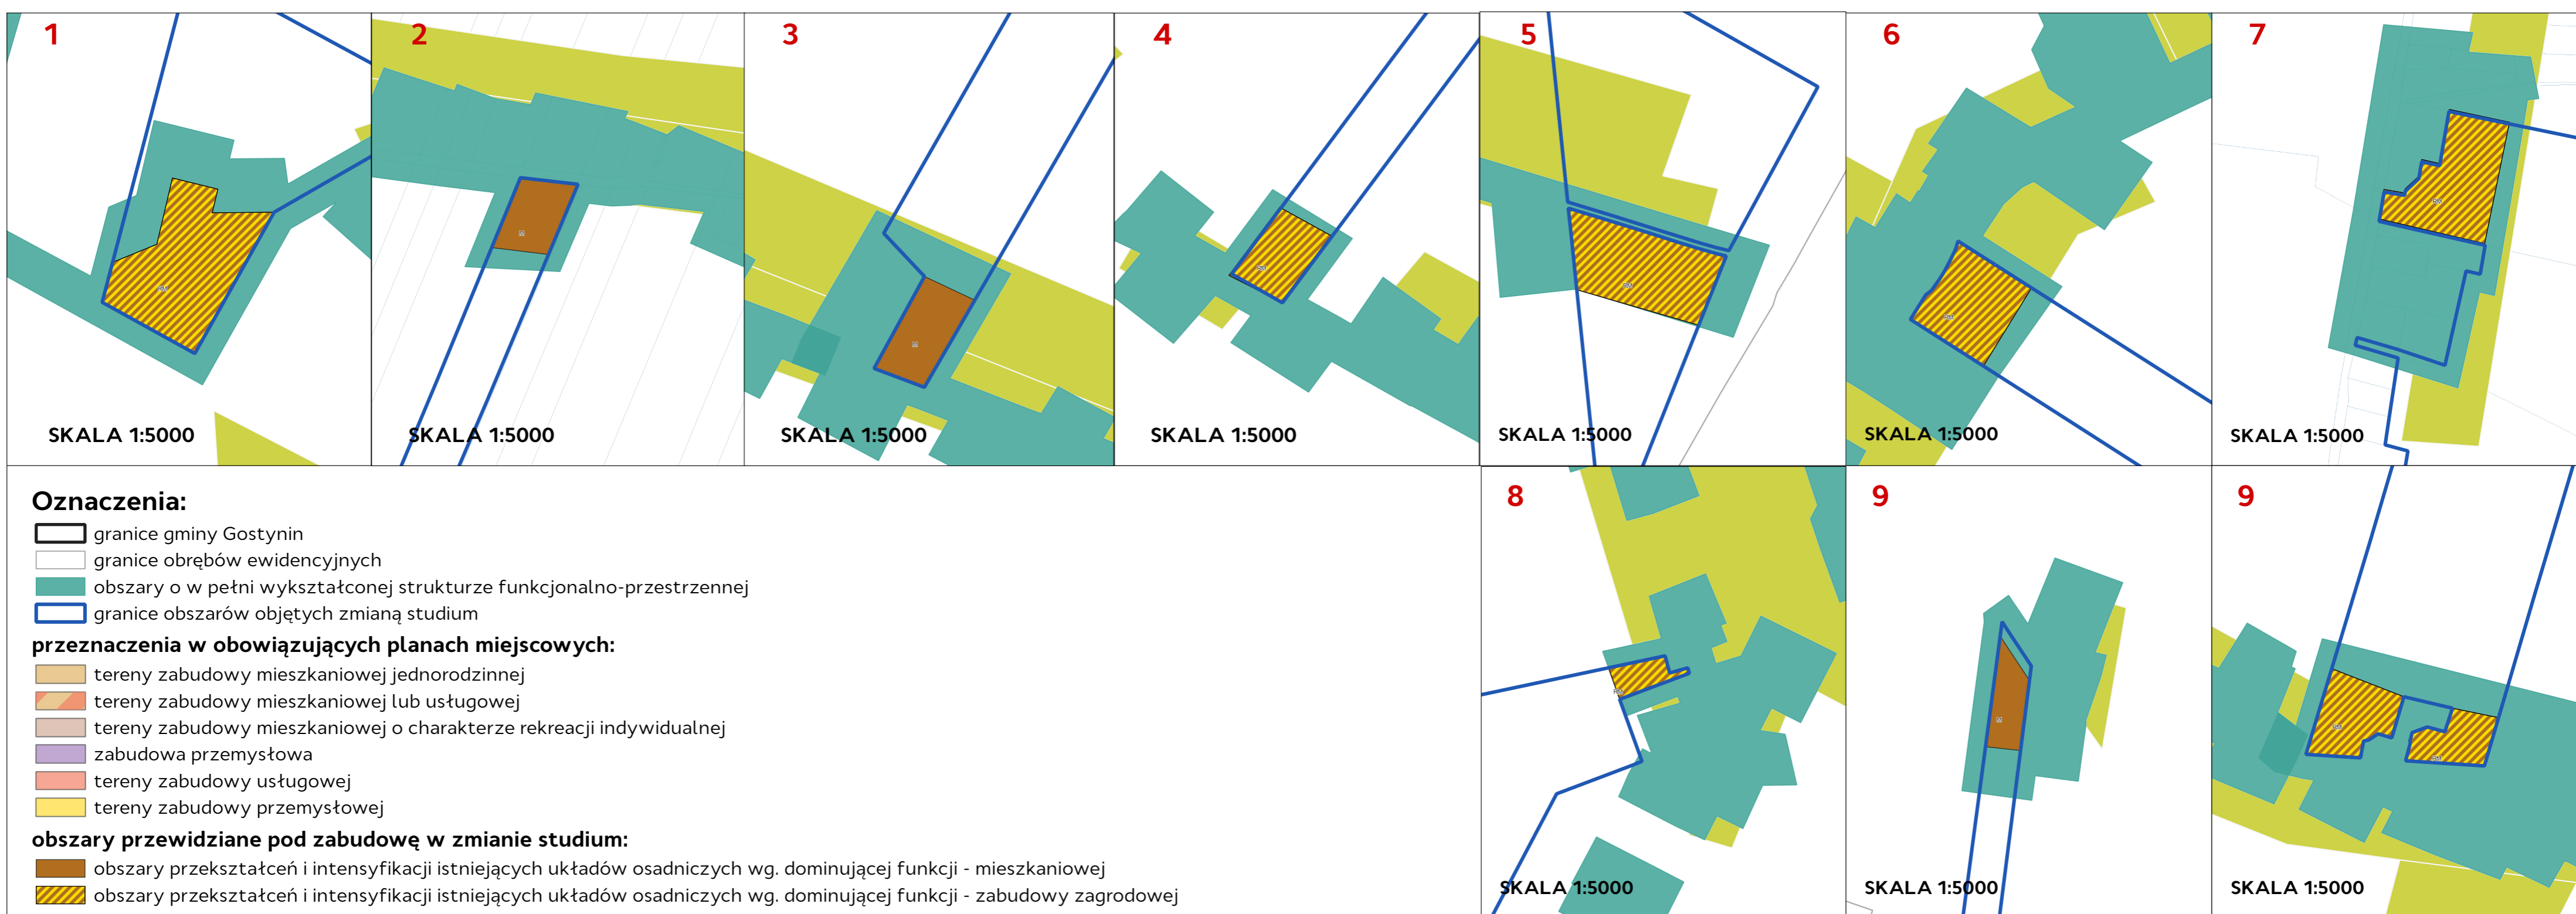 1
2
3
4
5
6
7
SKALA 1:5000
SKALA 1:5000
SKALA 1:5000
SKALA 1:5000
SKALA 1:5000
SKALA 1:5000
SKALA 1:5000
8
9
9
SKALA 1:5000
SKALA 1:5000
SKALA 1:5000
Oznaczenia:
granice gminy Gostynin
granice obrębów ewidencyjnych
obszary o w pełni wykształconej strukturze funkcjonalno-przestrzennej
granice obszarów objętych zmianą studium
przeznaczenia w obowiązujących planach miejscowych:
tereny zabudowy mieszkaniowej jednorodzinnej
tereny zabudowy mieszkaniowej lub usługowej
tereny zabudowy mieszkaniowej o charakterze rekreacji indywidualnej
zabudowa przemysłowa
tereny zabudowy usługowej
tereny zabudowy przemysłowej
obszary przewidziane pod zabudowę w zmianie studium:
obszary przekształceń i intensyfikacji istniejących układów osadniczych wg. dominującej funkcji - mieszkaniowej
obszary przekształceń i intensyfikacji istniejących układów osadniczych wg. dominującej funkcji - zabudowy zagrodowej